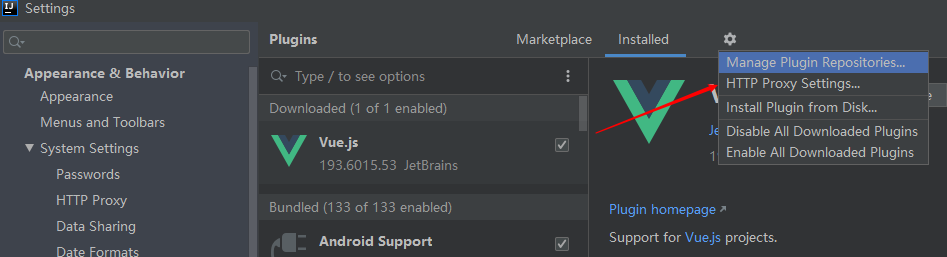 IJ
Settings
Plugins
Marketplace
Installed
Manage Plugin Repositories...
HTTP Proxy Settings...
Install Plugin from Disk...
Disable All Downloaded Plugins
Enable All Downloaded Plugins
Appearance & Behavior
Appearance
Menus and Toolbars
System Settings
Passwords
HTTP Proxy
Data Sharing
Date Formats
Type / to see options
Downloaded (1 of 1 enabled)
Vue.js
193.6015.53 JetBrains
Bundled (133 of 133 enabled)
Android Support
Plugin homepage
Support for Vue.js projects.